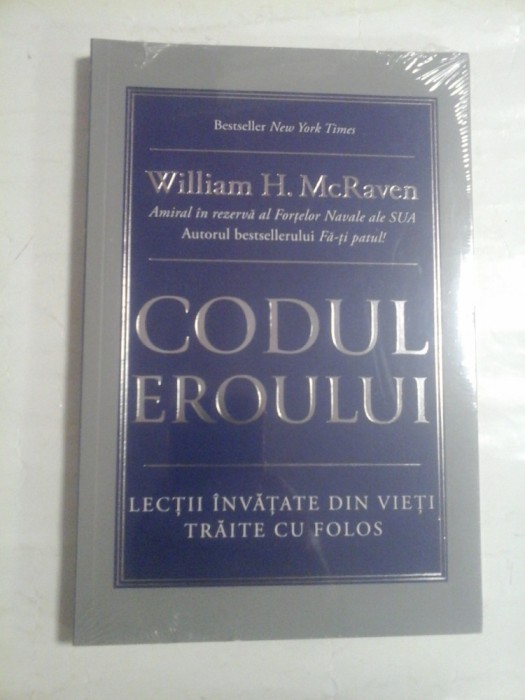 Bestseller New York Times
William H. McRaven
Amiral în rezervă al Forțelor Navale ale SUA
Autorul bestsellerului Fă-ți patul!
CODUL
EROULUI
LECȚII ÎNVĂȚATE DIN VIEȚI
TRĂITE CU FOLOS